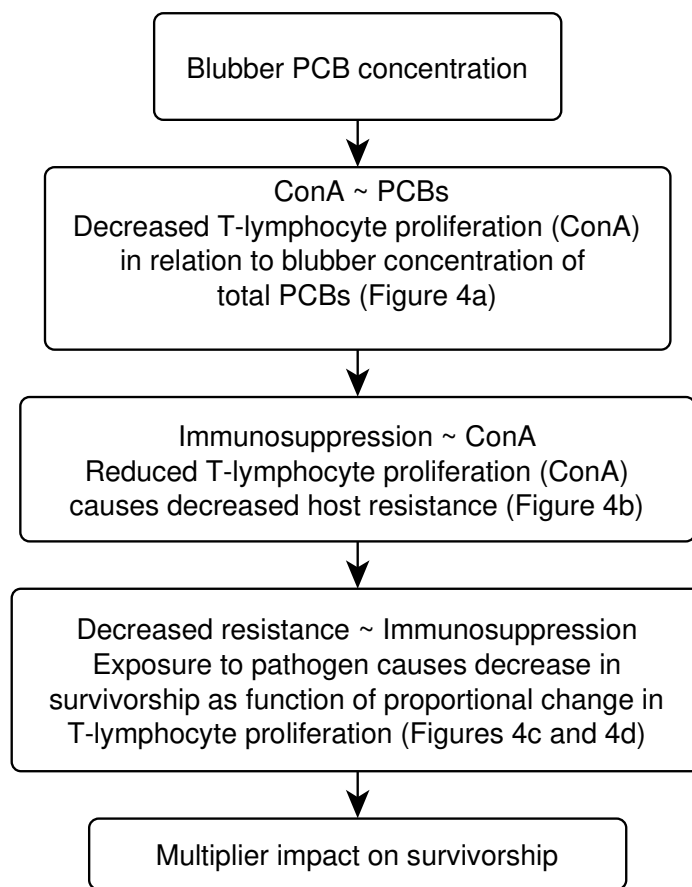 Blubber PCB concentration
ConA ~ PCBs
Decreased T-lymphocyte proliferation (ConA)
in relation to blubber concentration of
total PCBs (Figure 4a)
Immunosuppression ~ ConA
Reduced T-lymphocyte proliferation (ConA)
causes decreased host resistance (Figure 4b)
Decreased resistance ~ Immunosuppression
Exposure to pathogen causes decrease in
survivorship as function of proportional change in
T-lymphocyte proliferation (Figures 4c and 4d)
Multiplier impact on survivorship